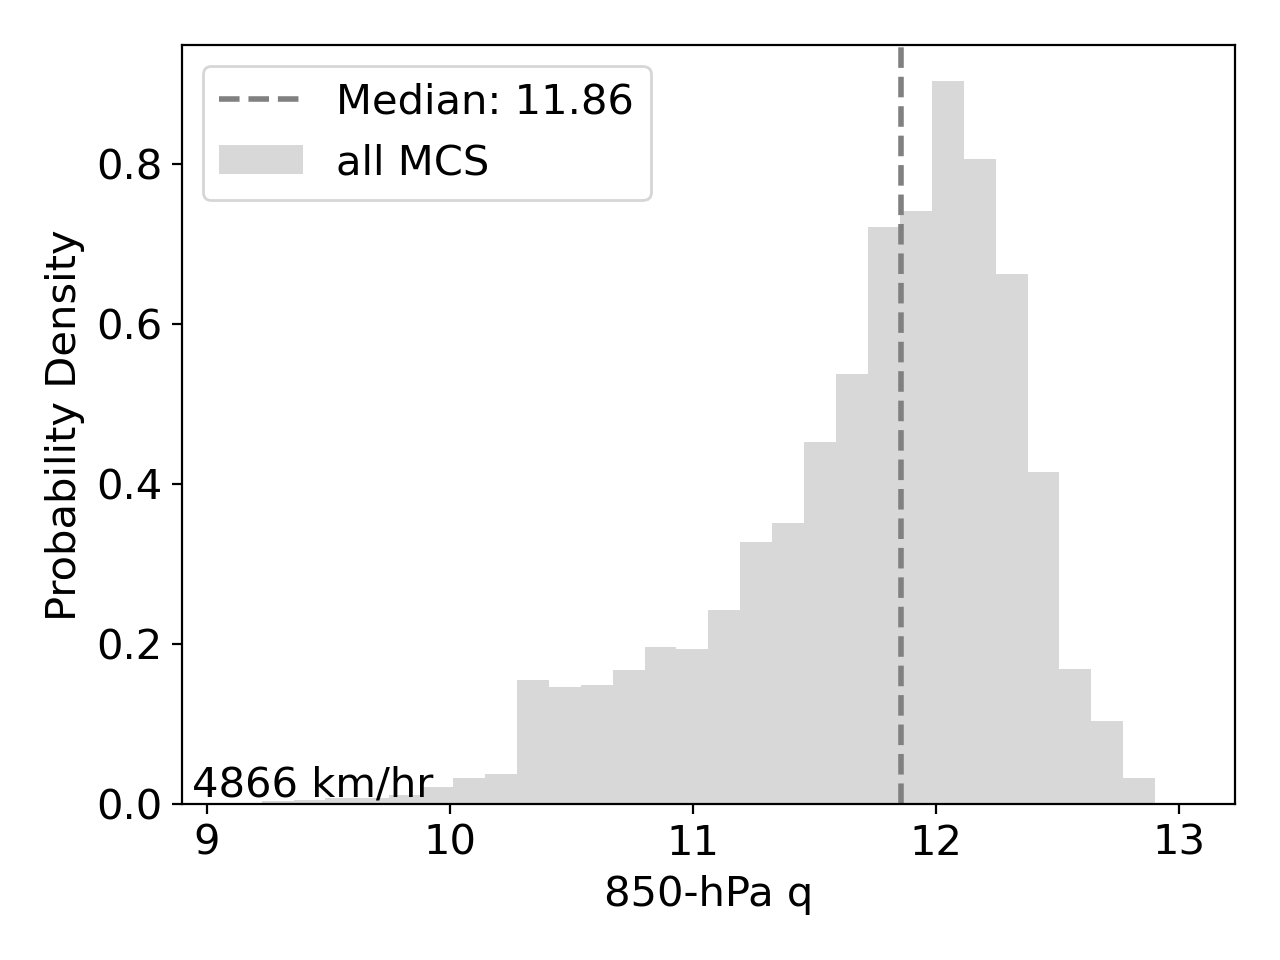 Median: 11.86
all MCS
Probability Density
0.8
0.6
0.4
0.2
0.0
4866 km/hr
9 10 11 12 13
850-hPa q